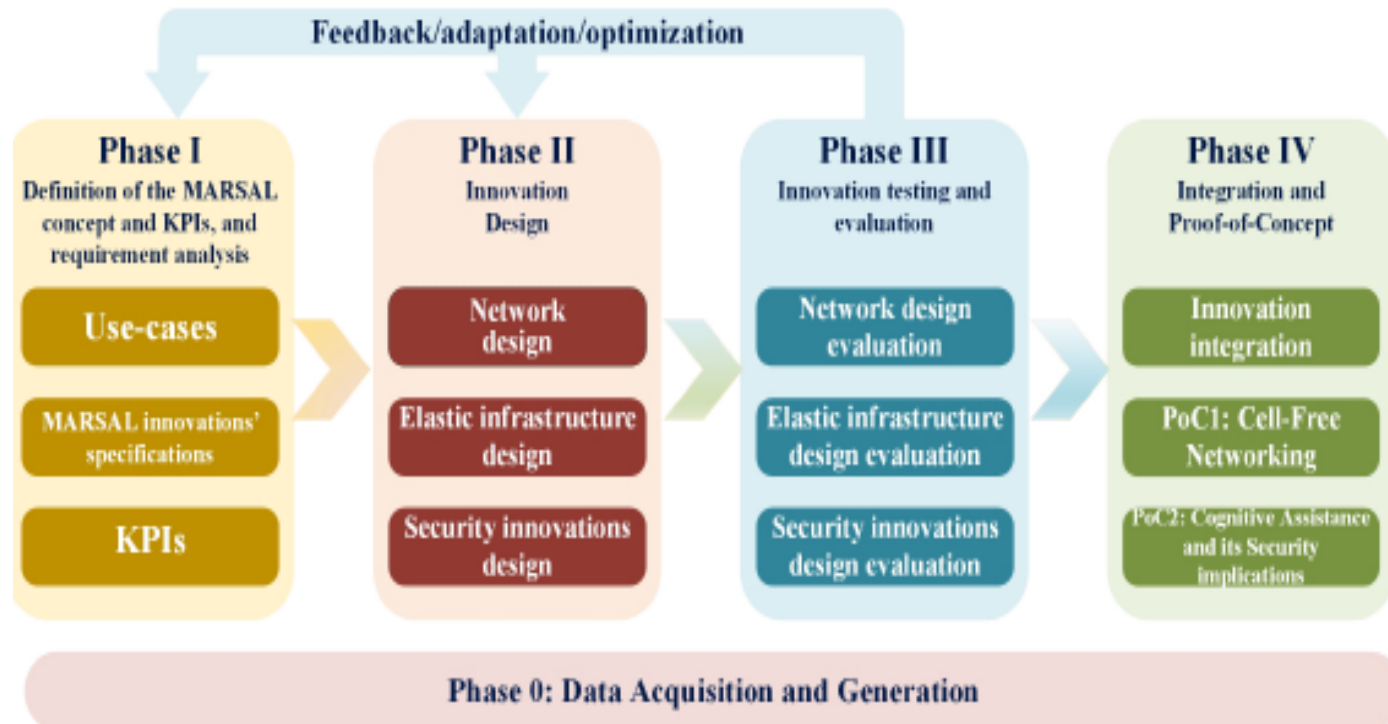 Feedback/adaptation/optimization
Phase I
Definition of the MARSAL
concept and KPIs, and
requirement analysis
Use-cases
MARSAL innovations'
specifications
KPIs
Phase II
Innovation
Design
Network
design
Elastic infrastructure
design
Security innovations
design
Phase III
Innovation testing and
evaluation
Network design
evaluation
Elastic infrastructure
design evaluation
Security innovations
design evaluation
Phase IV
Integration and
Proof-of-Concept
Innovation
integration
PoC1: Cell-Free
Networking
PoC2: Cognitive Assistance
and its Security
implications
Phase 0: Data Acquisition and Generation